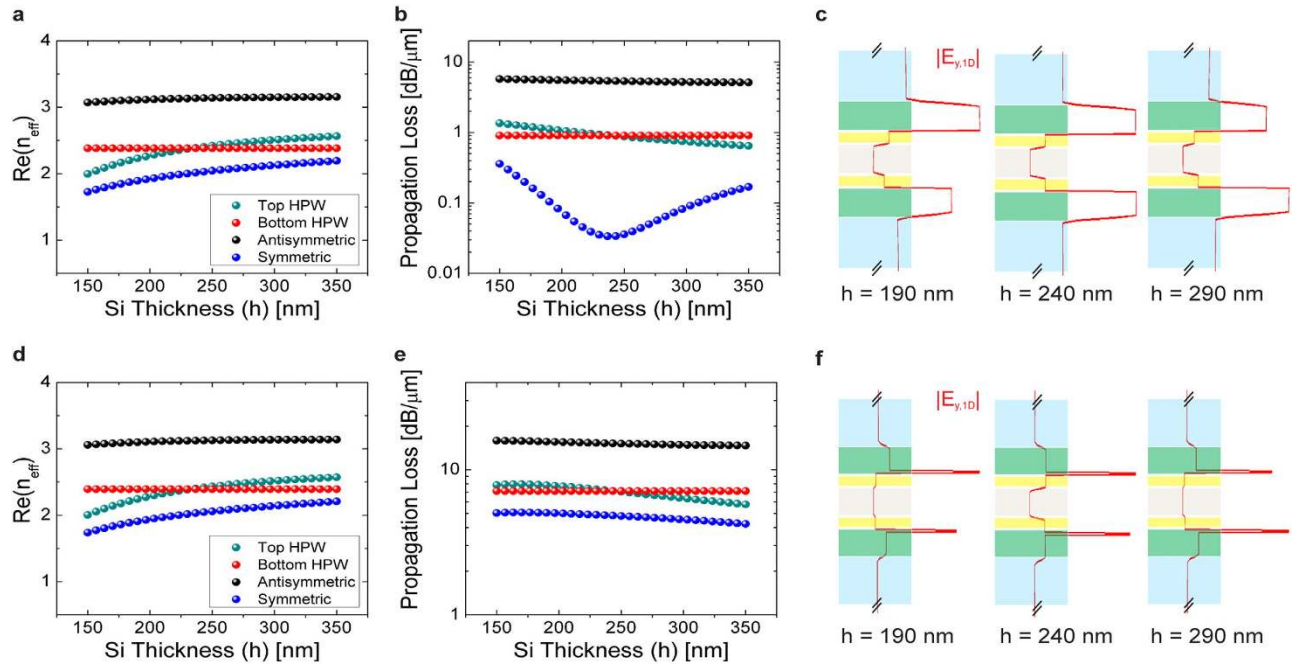 a
4
3
2
1
Re(n_eff)
Top HPW
Bottom HPW
Antisymmetric
Symmetric
150 200 250 300 350
Si Thickness (h) [nm]
b
10
1
0.1
0.01
Propagation Loss [dB/μm]
150 200 250 300 350
Si Thickness (h) [nm]
c
|E_y,1D|
h = 190 nm h = 240 nm h = 290 nm
d
4
3
2
1
Re(n_eff)
Top HPW
Bottom HPW
Antisymmetric
Symmetric
150 200 250 300 350
Si Thickness (h) [nm]
e
10
1
Propagation Loss [dB/μm]
150 200 250 300 350
Si Thickness (h) [nm]
f
|E_y,1D|
h = 190 nm h = 240 nm h = 290 nm